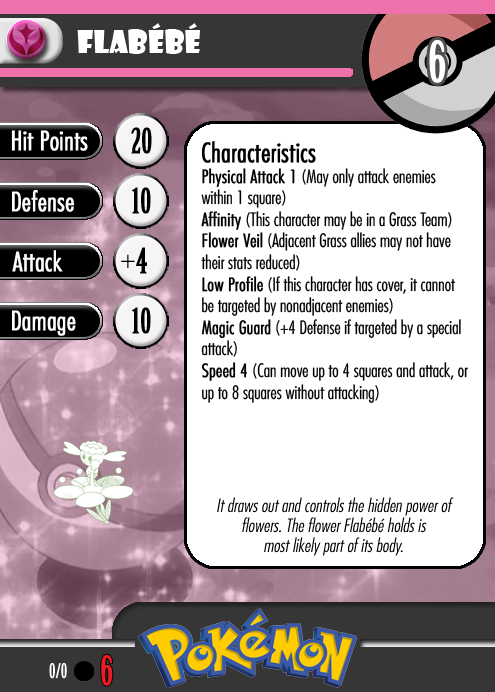 FLABÉBÉ
6
Hit Points 20
Defense 10
Attack +4
Damage 10
Characteristics
Physical Attack 1 (May only attack enemies
within 1 square)
Affinity (This character may be in a Grass Team)
Flower Veil (Adjacent Grass allies may not have
their stats reduced)
Low Profile (If this character has cover, it cannot
be targeted by nonadjacent enemies)
Magic Guard (+4 Defense if targeted by a special
attack)
Speed 4 (Can move up to 4 squares and attack, or
up to 8 squares without attacking)
It draws out and controls the hidden power of
flowers. The flower Flabébé holds is
most likely part of its body.
0/0 6
POKéMON